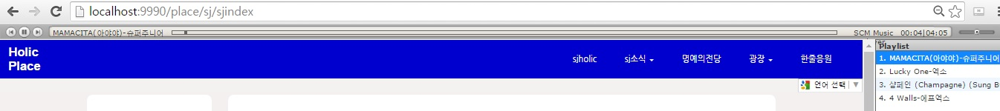 localhost:9990/place/sj/sjindex
MAMACITA(아야야)-슈퍼주니어 SCM Music 00:04|04:05
Holic
Place
sjholic sj소식 명예의전당 광장 한줄응원
언어 선택
Playlist
1. MAMACITA(아야야)-슈퍼주니어
2. Lucky One-엑소
3. 샴페인 (Champagne) (Sung B
4. 4 Walls-에프엑스